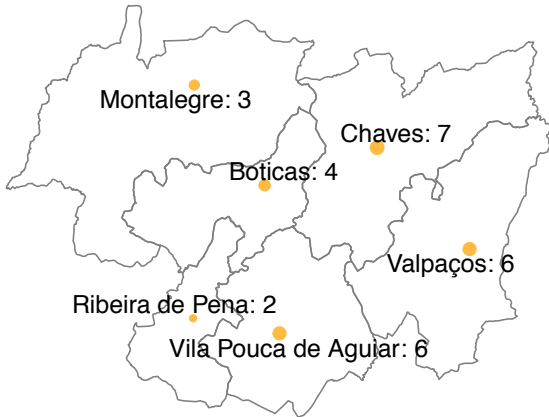 Montalegre: 3
Chaves: 7
Boticas: 4
Valpaços: 6
Ribeira de Pena: 2
Vila Pouca de Aguiar: 6